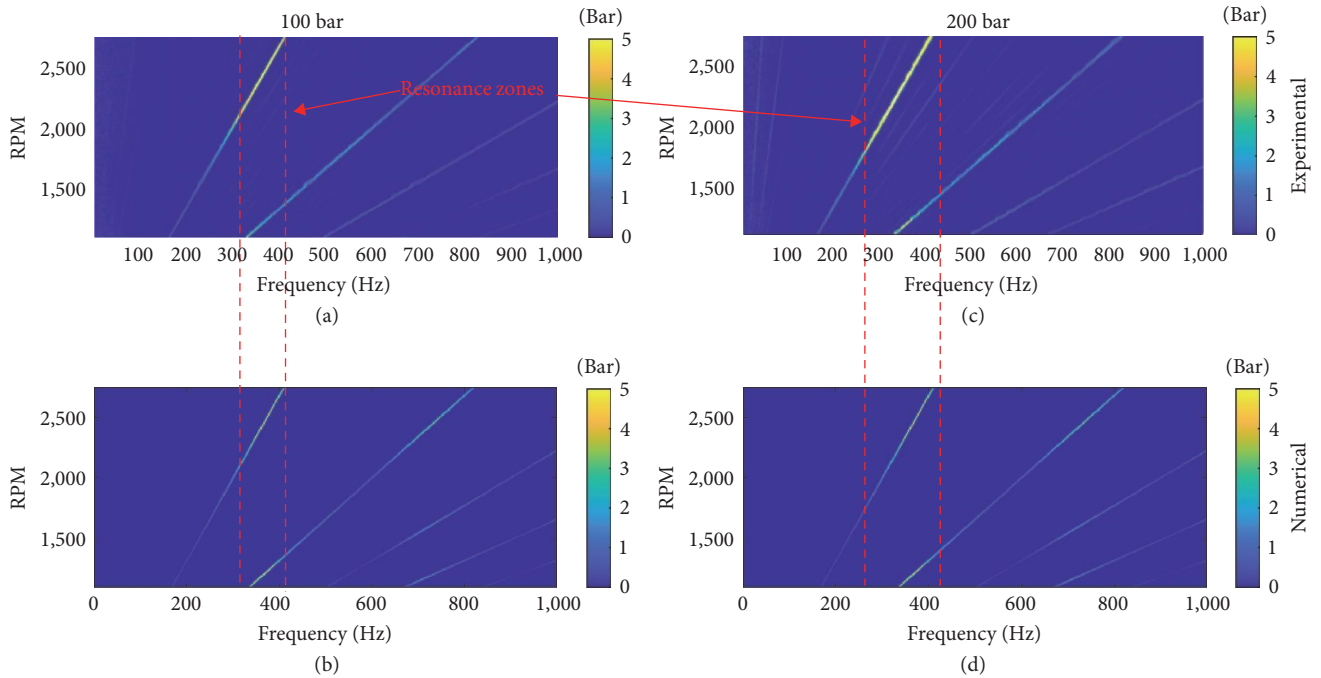 100 bar
(Bar)
5
4
3
2
1
0
2,500
2,000
1,500
RPM
100 200 300 400 500 600 700 800 900 1,000
Frequency (Hz)
(a)
Resonance zones
200 bar
(Bar)
5
4
3
2
1
0
Experimental
2,500
2,000
1,500
RPM
100 200 300 400 500 600 700 800 900 1,000
Frequency (Hz)
(c)
(Bar)
5
4
3
2
1
0
2,500
2,000
1,500
RPM
0 200 400 600 800 1,000
Frequency (Hz)
(b)
(Bar)
5
4
3
2
1
0
Numerical
2,500
2,000
1,500
RPM
0 200 400 600 800 1,000
Frequency (Hz)
(d)